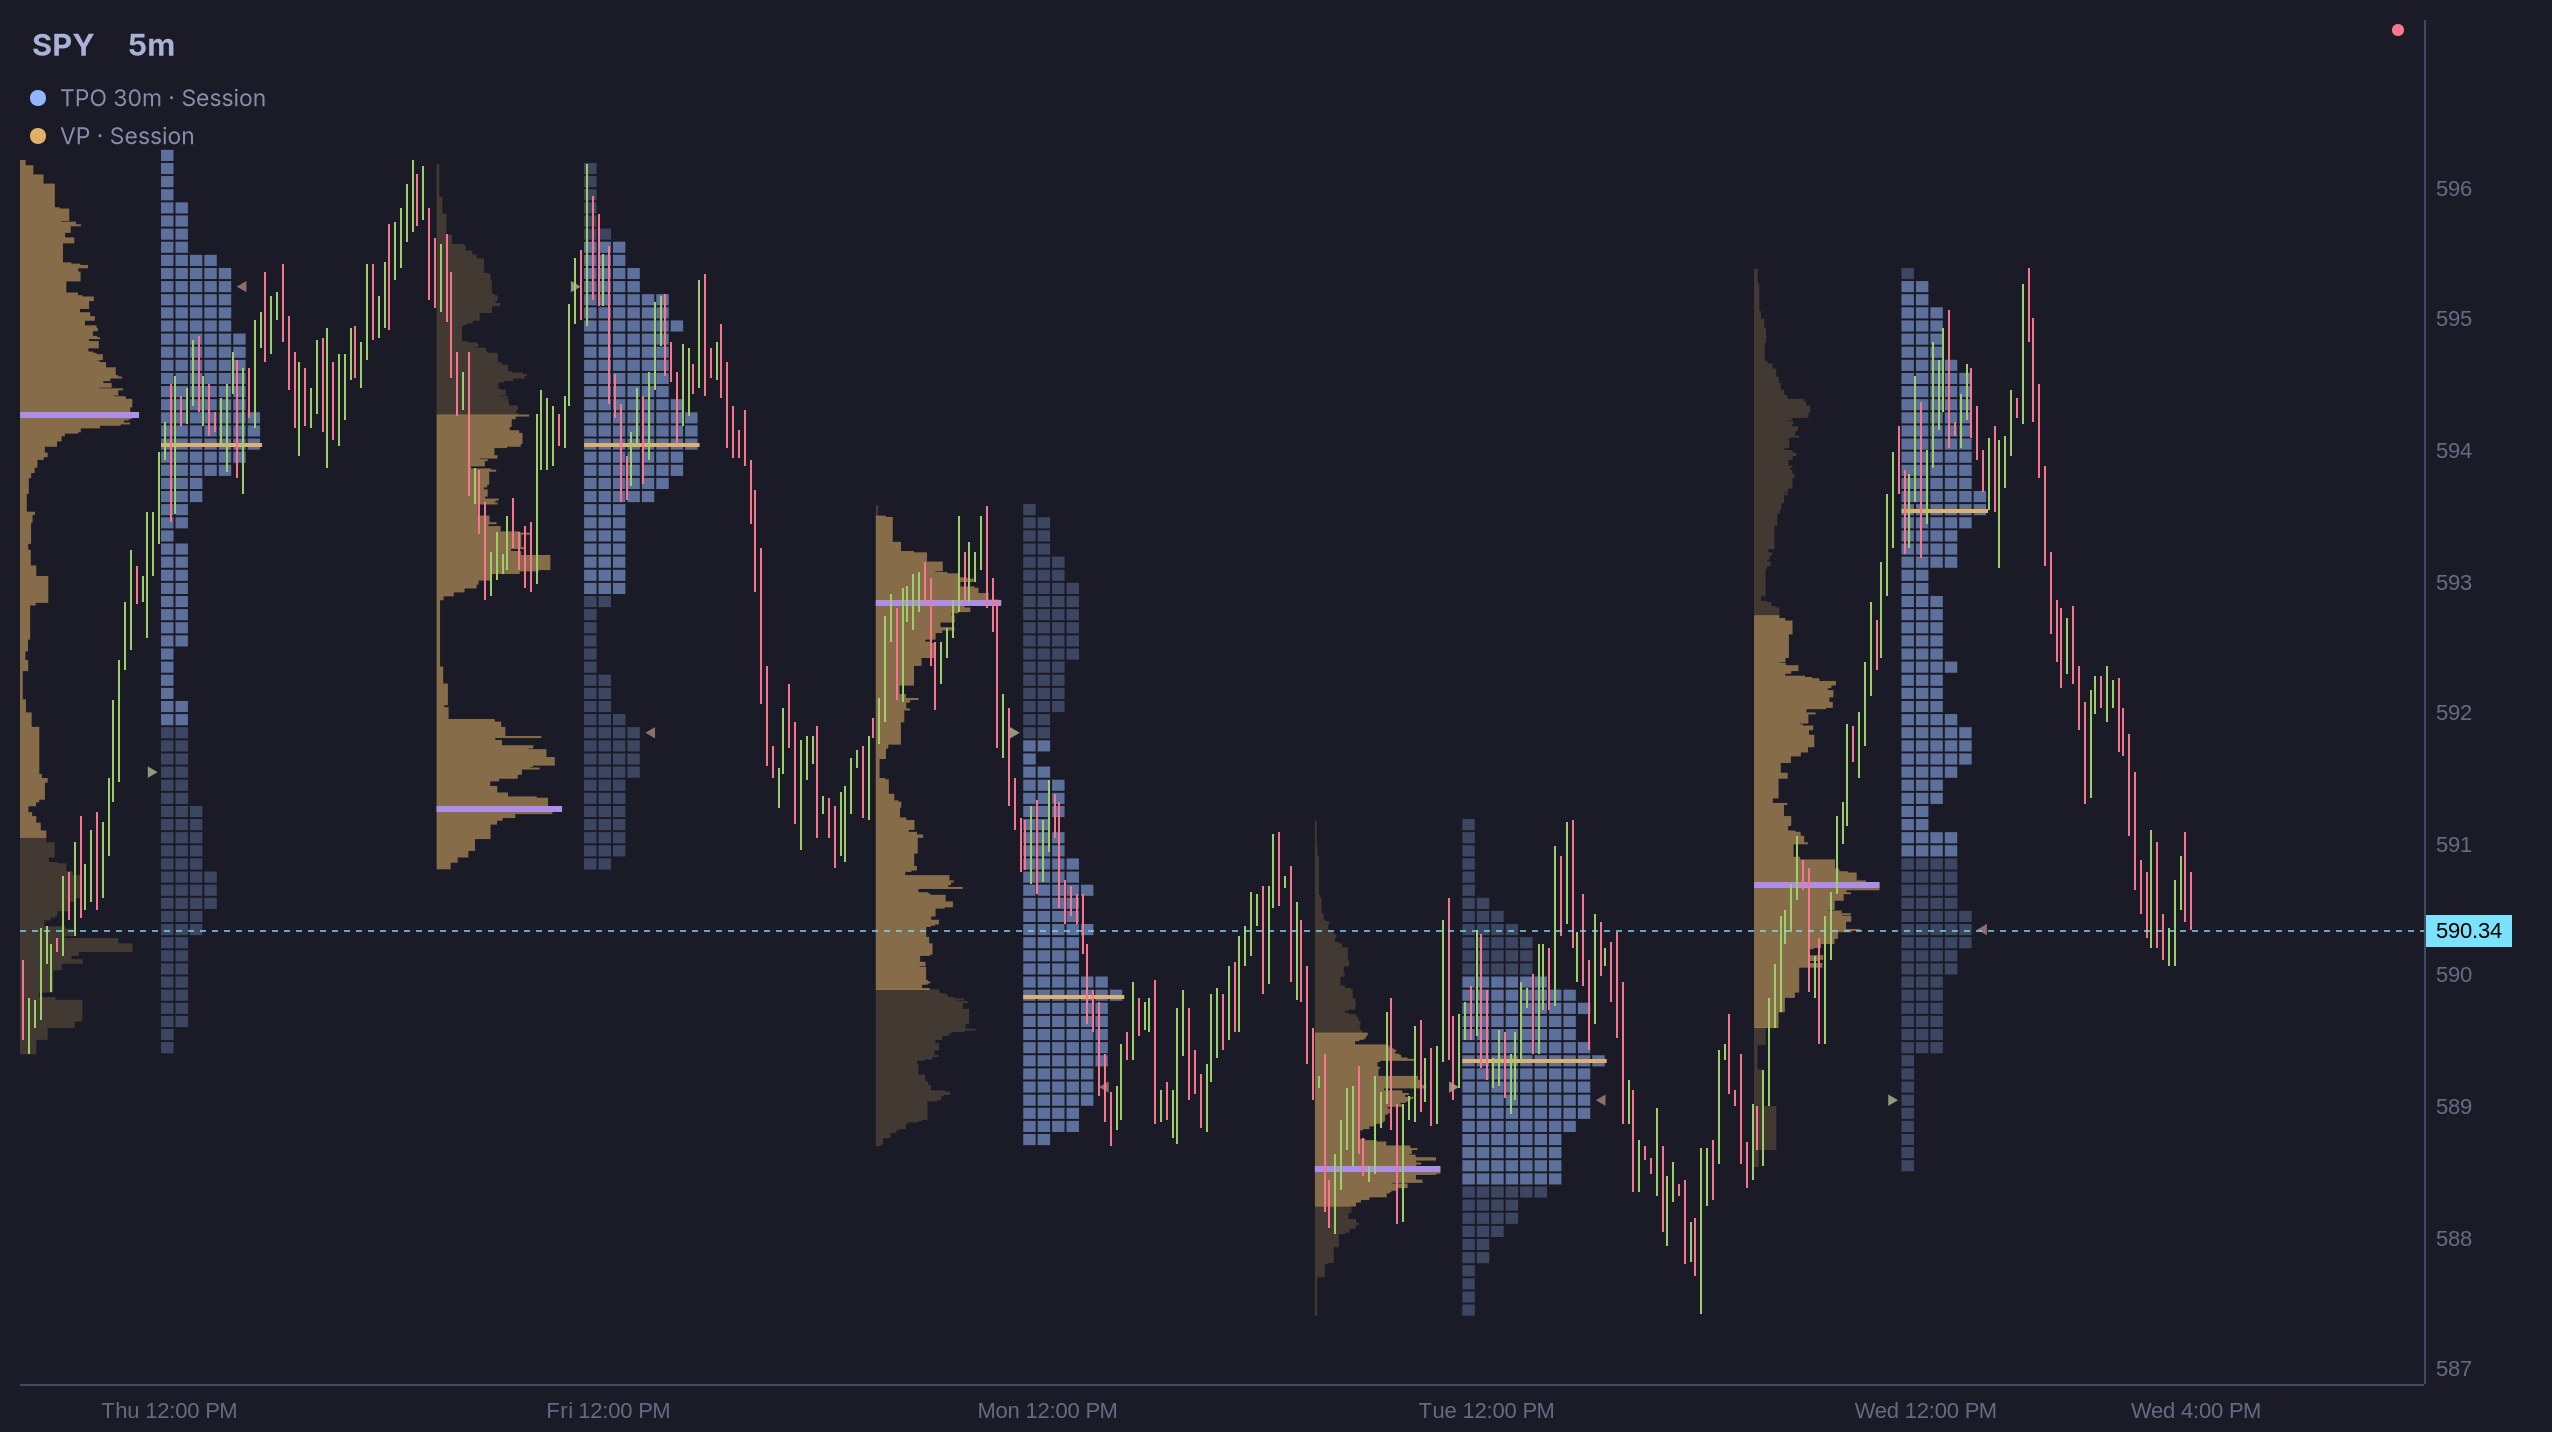 SPY 5m
TPO 30m · Session
VP · Session
596
595
594
593
592
591
590.34
590
589
588
587
Thu 12:00 PM
Fri 12:00 PM
Mon 12:00 PM
Tue 12:00 PM
Wed 12:00 PM
Wed 4:00 PM